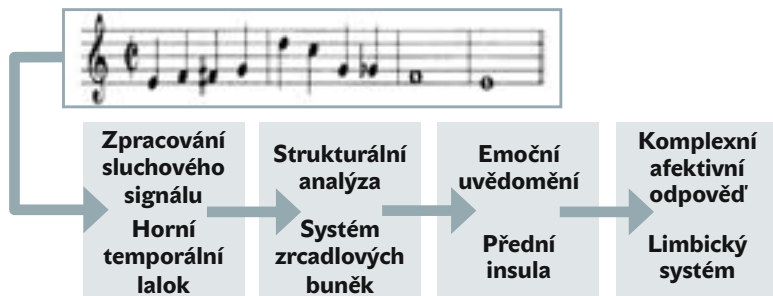 Zpracování
sluchového
signálu
Horní
temporální
lalok
Strukturální
analýza
Systém
zrcadlových
buněk
Emoční
uvědomění
Přední
insula
Komplexní
afektivní
odpověď
Limbický
systém